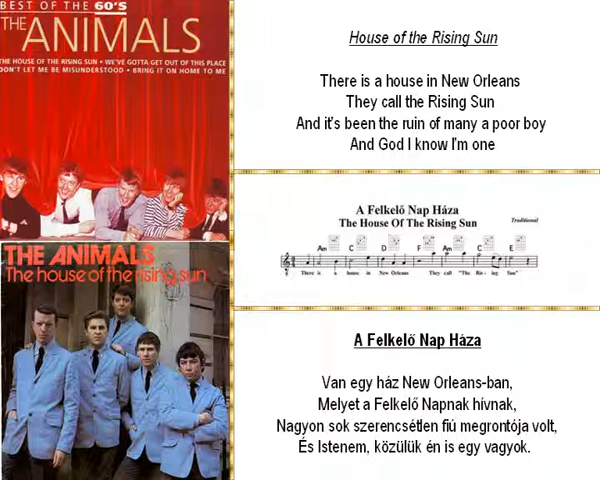 BEST OF THE 60'S
THE ANIMALS
THE HOUSE OF THE RISING SUN • WE'VE GOTTA GET OUT OF THIS PLACE
DON'T LET ME BE MISUNDERSTOOD • BRING IT ON HOME TO ME
THE ANIMALS
The house of the rising sun
House of the Rising Sun
There is a house in New Orleans
They call the Rising Sun
And it's been the ruin of many a poor boy
And God I know I'm one
A Felkelő Nap Háza
The House Of The Rising Sun
Traditional
Am C D F Am C E
There is a house in New Orleans They call "The Ris - ing Sun"
A Felkelő Nap Háza
Van egy ház New Orleans-ban,
Melyet a Felkelő Napnak hívnak,
Nagyon sok szerencsétlen fiú megrontója volt,
És Istenem, közülük én is egy vagyok.